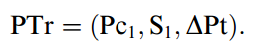 PTr = (Pc₁, S₁, ΔPt).